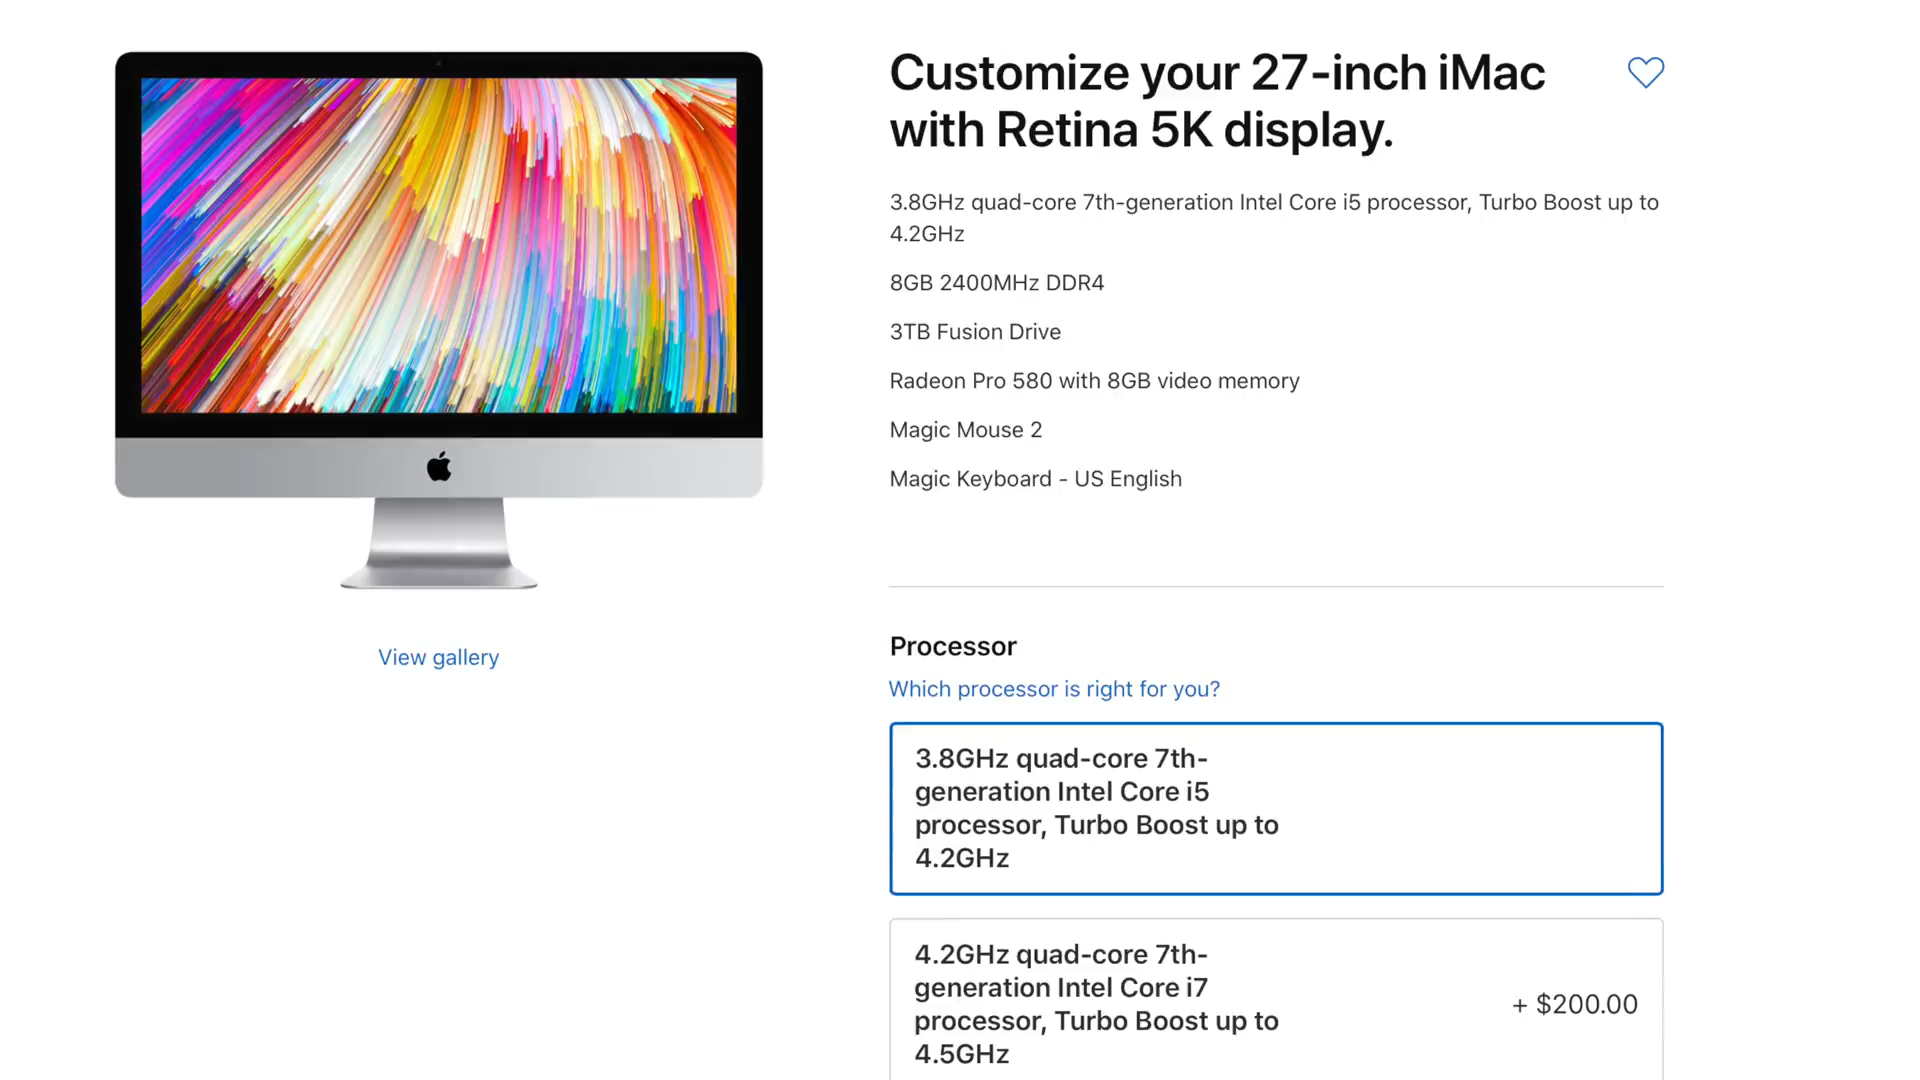 Customize your 27-inch iMac
with Retina 5K display.
3.8GHz quad-core 7th-generation Intel Core i5 processor, Turbo Boost up to
4.2GHz
8GB 2400MHz DDR4
3TB Fusion Drive
Radeon Pro 580 with 8GB video memory
Magic Mouse 2
Magic Keyboard - US English
View gallery
Processor
Which processor is right for you?
3.8GHz quad-core 7th-
generation Intel Core i5
processor, Turbo Boost up to
4.2GHz
4.2GHz quad-core 7th-
generation Intel Core i7
processor, Turbo Boost up to
4.5GHz
+ $200.00